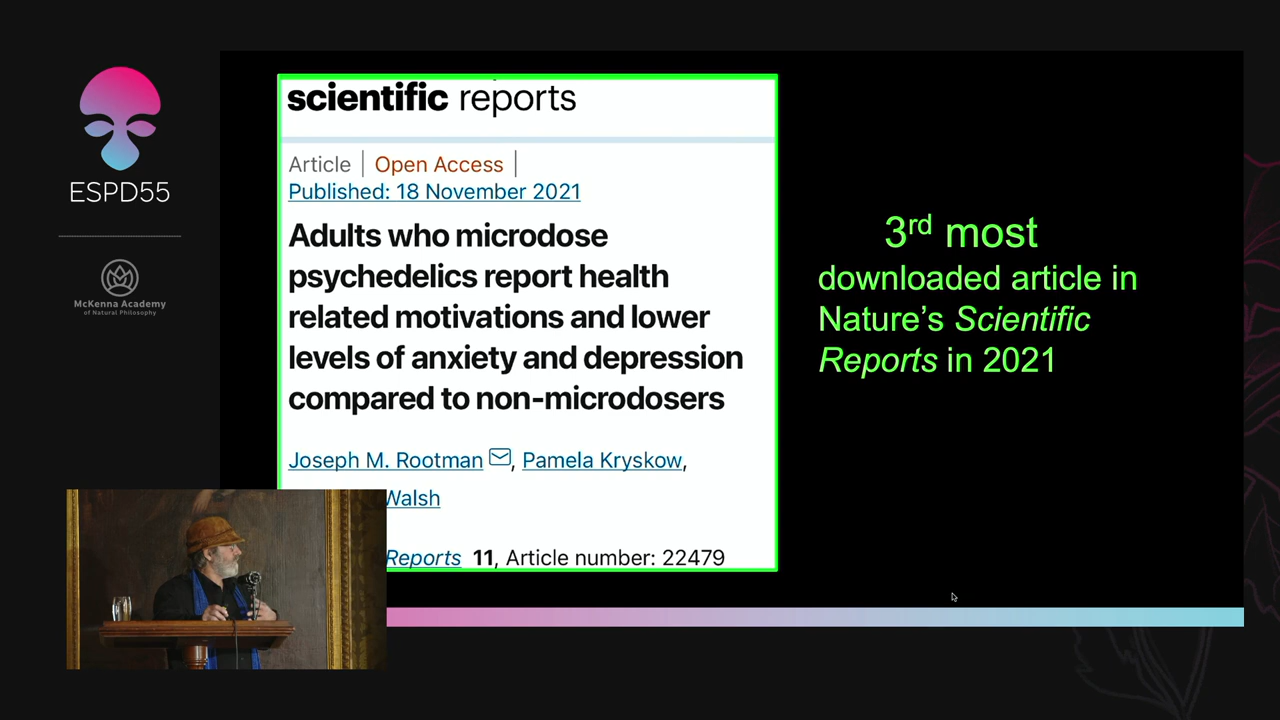 ESPD55
McKenna Academy
of Natural Philosophy
scientific reports
Article | Open Access |
Published: 18 November 2021
Adults who microdose
psychedelics report health
related motivations and lower
levels of anxiety and depression
compared to non-microdosers
Joseph M. Rootman, Pamela Kryskow,
Walsh
Reports 11, Article number: 22479
3rd most
downloaded article in
Nature’s Scientific
Reports in 2021